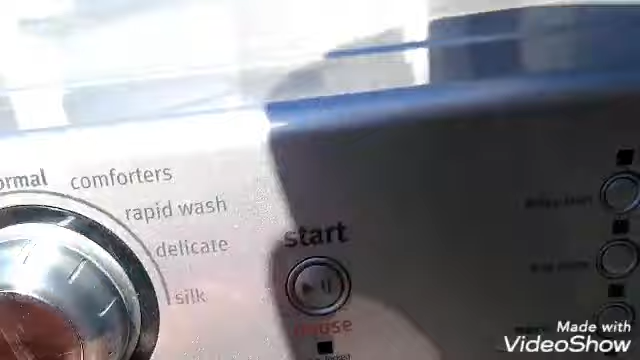 ormal comforters
rapid wash
delicate
silk
start
pause
Made with
VideoShow